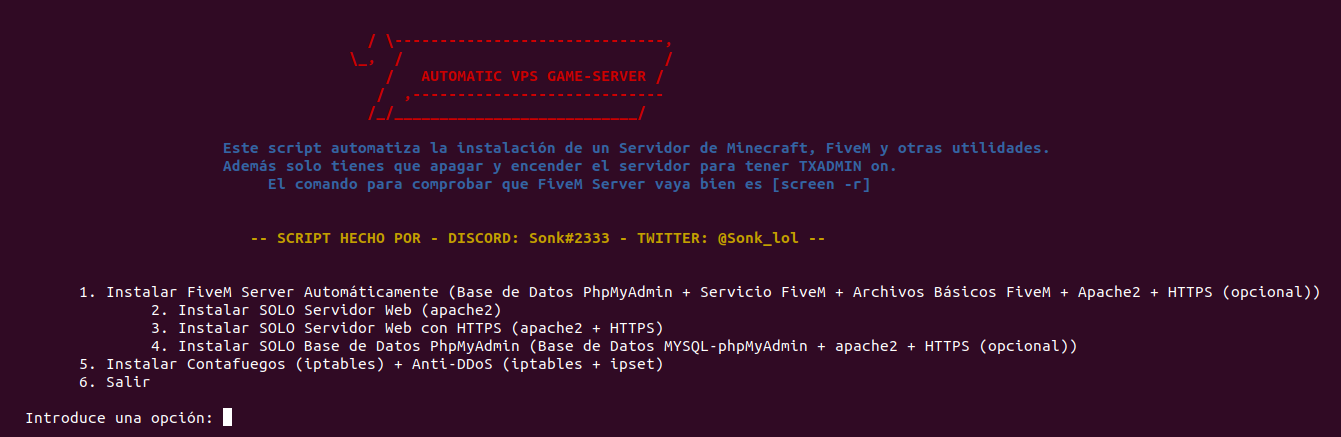 AUTOMATIC VPS GAME-SERVER
Este script automatiza la instalación de un Servidor de Minecraft, FiveM y otras utilidades.
Además solo tienes que apagar y encender el servidor para tener TXADMIN on.
El comando para comprobar que FiveM Server vaya bien es [screen -r]
-- SCRIPT HECHO POR - DISCORD: Sonk#2333 - TWITTER: @Sonk_lol --
1. Instalar FiveM Server Automáticamente (Base de Datos PhpMyAdmin + Servicio FiveM + Archivos Básicos FiveM + Apache2 + HTTPS (opcional))
2. Instalar SOLO Servidor Web (apache2)
3. Instalar SOLO Servidor Web con HTTPS (apache2 + HTTPS)
4. Instalar SOLO Base de Datos PhpMyAdmin (Base de Datos MYSQL-phpMyAdmin + apache2 + HTTPS (opcional))
5. Instalar Contafuegos (iptables) + Anti-DDoS (iptables + ipset)
6. Salir
Introduce una opción: